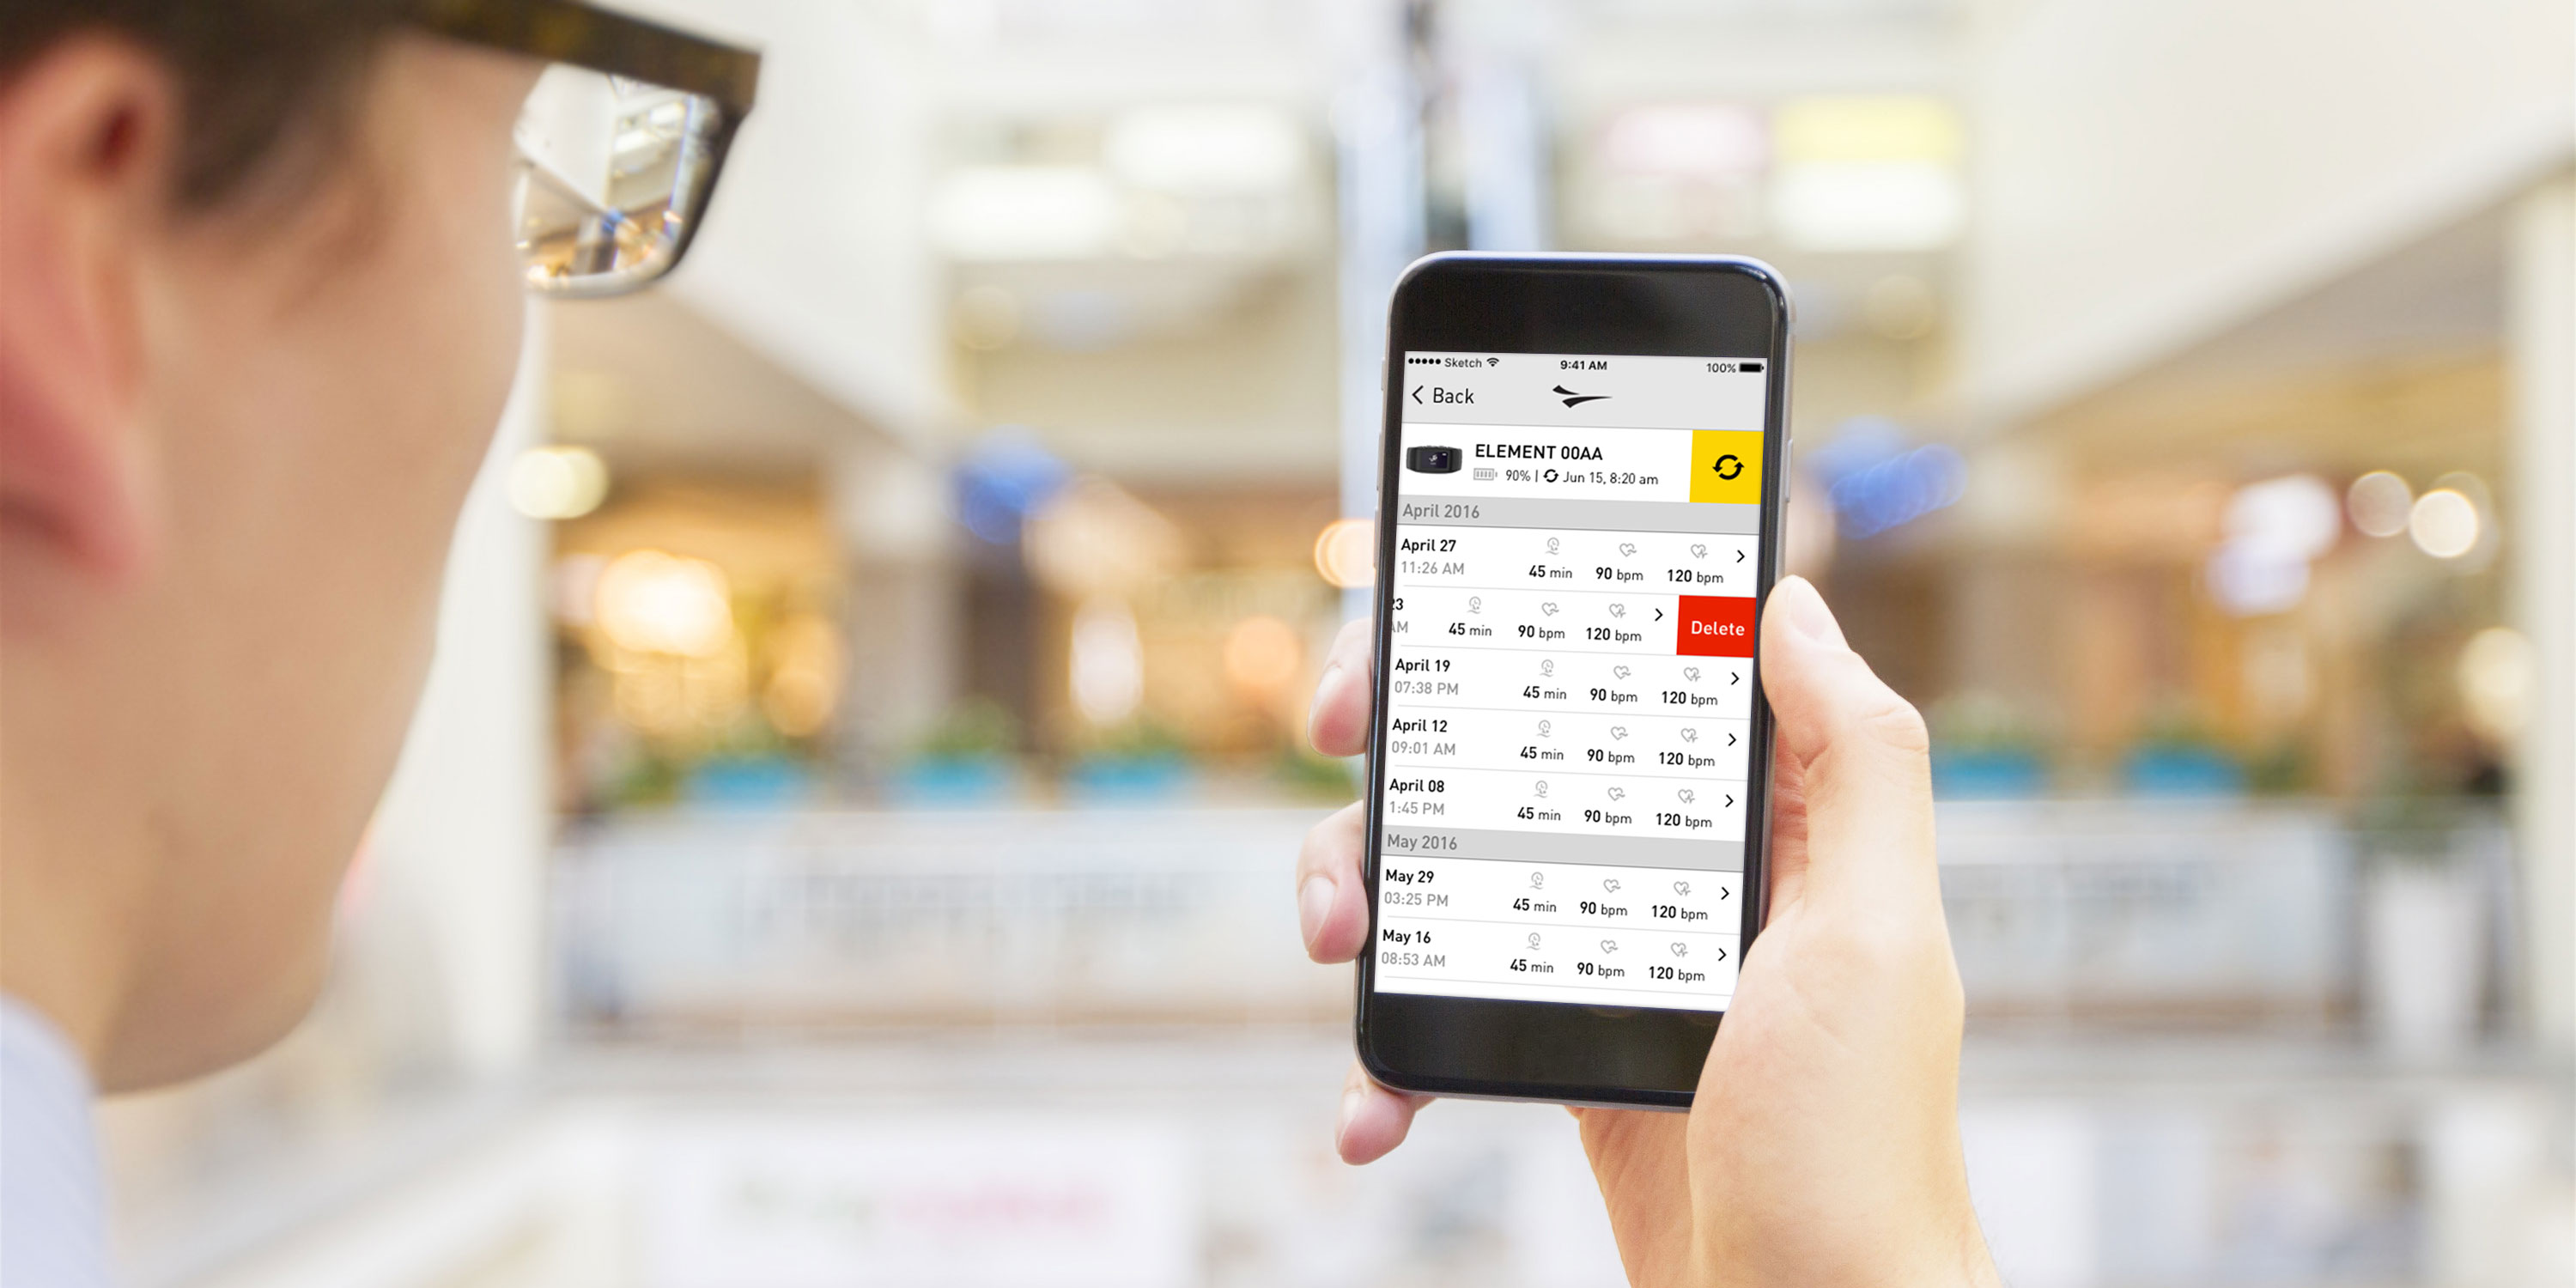 Sketch 9:41 AM 100%
Back
ELEMENT 00AA
90% | Jun 15, 8:20 am
April 2016
April 27
11:26 AM
45 min 90 bpm 120 bpm
23
AM
45 min 90 bpm 120 bpm
Delete
April 19
07:38 PM
45 min 90 bpm 120 bpm
April 12
09:01 AM
45 min 90 bpm 120 bpm
April 08
1:45 PM
45 min 90 bpm 120 bpm
May 2016
May 29
03:25 PM
45 min 90 bpm 120 bpm
May 16
08:53 AM
45 min 90 bpm 120 bpm